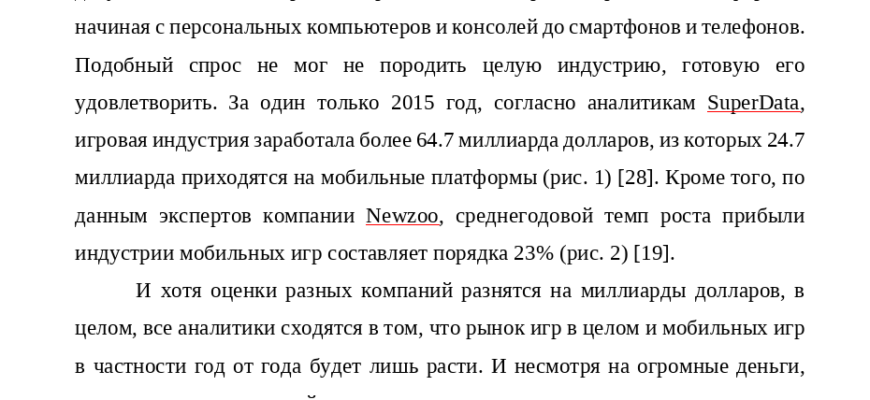 начиная с персональных компьютеров и консолей до смартфонов и телефонов.
Подобный спрос не мог не породить целую индустрию, готовую его
удовлетворить. За один только 2015 год, согласно аналитикам SuperData,
игровая индустрия заработала более 64.7 миллиарда долларов, из которых 24.7
миллиарда приходятся на мобильные платформы (рис. 1) [28]. Кроме того, по
данным экспертов компании Newzoo, среднегодовой темп роста прибыли
индустрии мобильных игр составляет порядка 23% (рис. 2) [19].
И хотя оценки разных компаний разнятся на миллиарды долларов, в
целом, все аналитики сходятся в том, что рынок игр в целом и мобильных игр
в частности год от года будет лишь расти. И несмотря на огромные деньги,